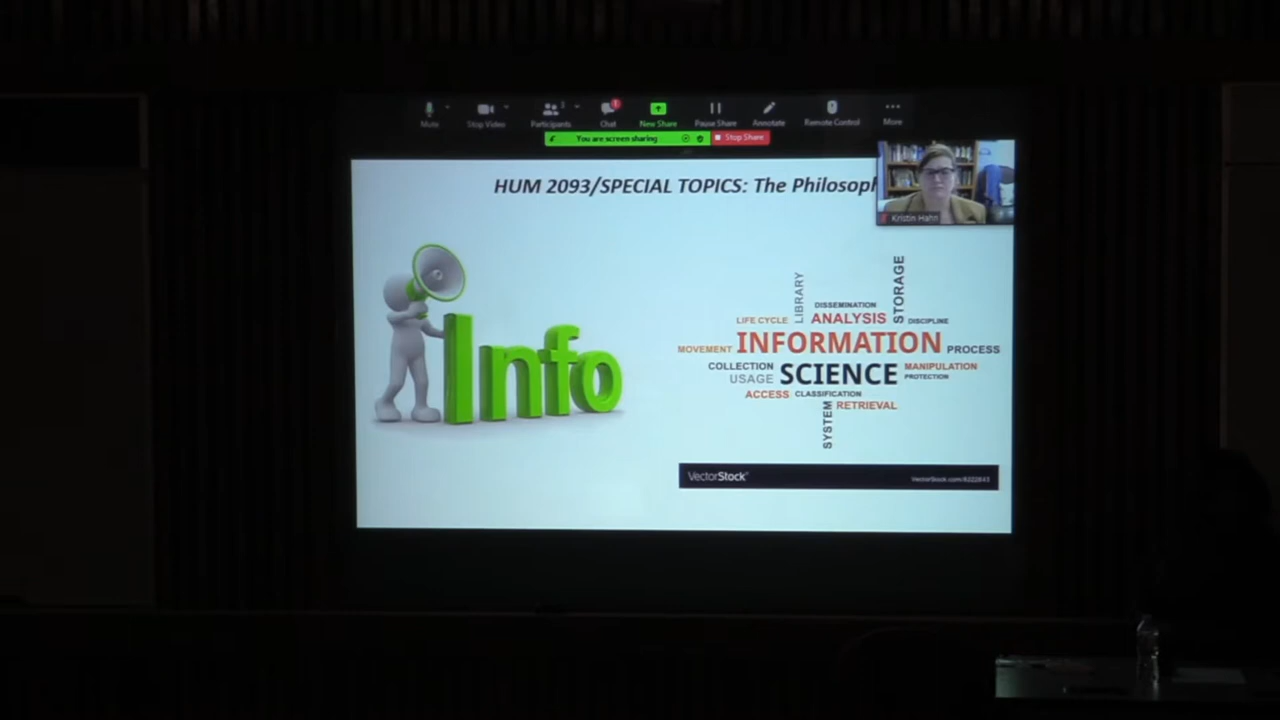 Mute
Stop Video
Participants
Chat
New Share
Pause Share
Annotate
Remote Control
More
You are screen sharing
Stop Share
HUM 2093/SPECIAL TOPICS: The Philosoph
Kristin Hahn
Info
LIBRARY
STORAGE
DISSEMINATION
LIFE CYCLE
ANALYSIS
DISCIPLINE
MOVEMENT
INFORMATION
PROCESS
COLLECTION
USAGE
SCIENCE
MANIPULATION
PROTECTION
ACCESS
CLASSIFICATION
SYSTEM
RETRIEVAL
VectorStock®